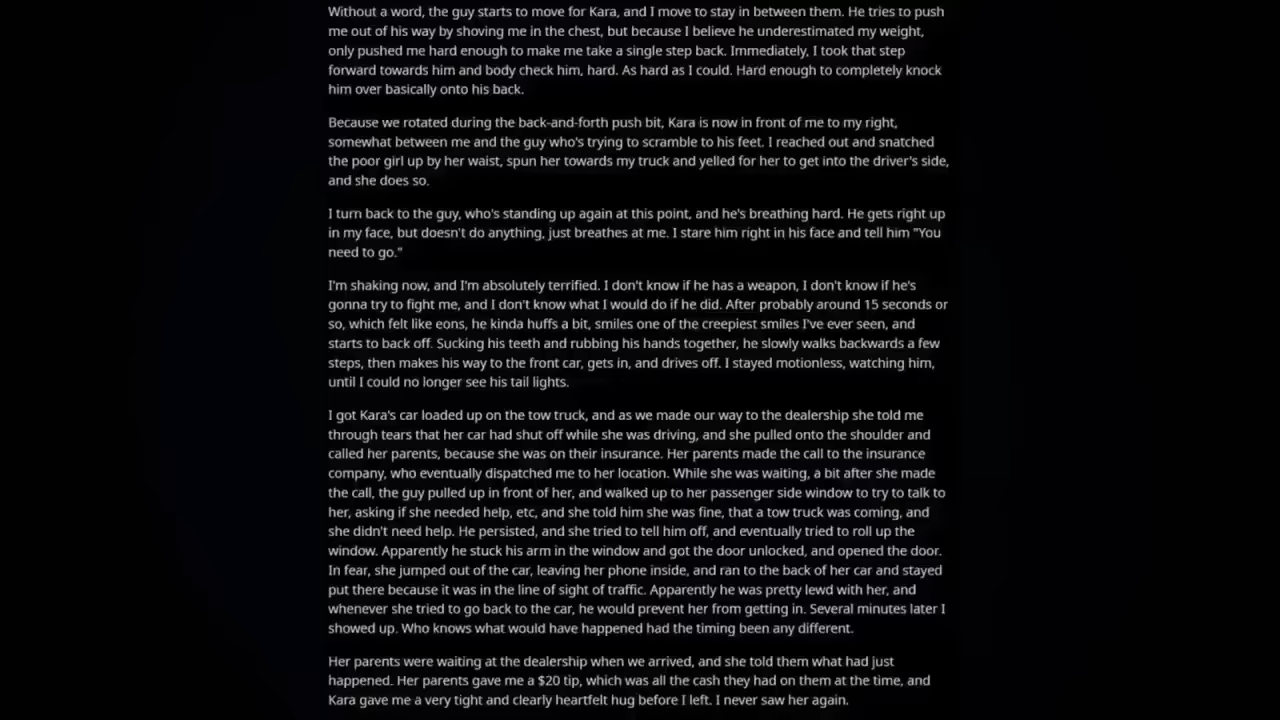 Without a word, the guy starts to move for Kara, and I move to stay in between them. He tries to push
me out of his way by shoving me in the chest, but because I believe he underestimated my weight,
only pushed me hard enough to make me take a single step back. Immediately, I took that step
forward towards him and body check him, hard. As hard as I could. Hard enough to completely knock
him over basically onto his back.
Because we rotated during the back-and-forth push bit, Kara is now in front of me to my right,
somewhat between me and the guy who's trying to scramble to his feet. I reached out and snatched
the poor girl up by her waist, spun her towards my truck and yelled for her to get into the driver's side,
and she does so.
I turn back to the guy, who's standing up again at this point, and he's breathing hard. He gets right up
in my face, but doesn't do anything, just breathes at me. I stare him right in his face and tell him "You
need to go."
I'm shaking now, and I'm absolutely terrified. I don't know if he has a weapon, I don't know if he's
gonna try to fight me, and I don't know what I would do if he did. After probably around 15 seconds or
so, which felt like eons, he kinda huffs a bit, smiles one of the creepiest smiles I've ever seen, and
starts to back off. Sucking his teeth and rubbing his hands together, he slowly walks backwards a few
steps, then makes his way to the front car, gets in, and drives off. I stayed motionless, watching him,
until I could no longer see his tail lights.
I got Kara's car loaded up on the tow truck, and as we made our way to the dealership she told me
through tears that her car had shut off while she was driving, and she pulled onto the shoulder and
called her parents, because she was on their insurance. Her parents made the call to the insurance
company, who eventually dispatched me to her location. While she was waiting, a bit after she made
the call, the guy pulled up in front of her, and walked up to her passenger side window to try to talk to
her, asking if she needed help, etc, and she told him she was fine, that a tow truck was coming, and
she didn't need help. He persisted, and she tried to tell him off, and eventually tried to roll up the
window. Apparently he stuck his arm in the window and got the door unlocked, and opened the door.
In fear, she jumped out of the car, leaving her phone inside, and ran to the back of her car and stayed
put there because it was in the line of sight of traffic. Apparently he was pretty lewd with her, and
whenever she tried to go back to the car, he would prevent her from getting in. Several minutes later I
showed up. Who knows what would have happened had the timing been any different.
Her parents were waiting at the dealership when we arrived, and she told them what had just
happened. Her parents gave me a $20 tip, which was all the cash they had on them at the time, and
Kara gave me a very tight and clearly heartfelt hug before I left. I never saw her again.